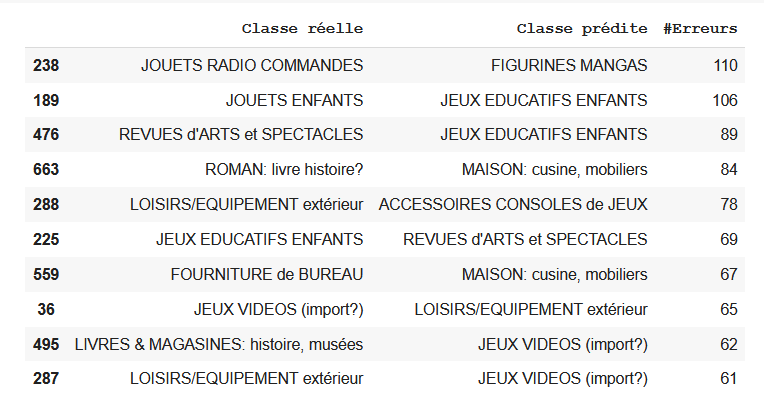 Classe réelle Classe prédite #Erreurs
238 JOUETS RADIO COMMANDES FIGURINES MANGAS 110
189 JOUETS ENFANTS JEUX EDUCATIFS ENFANTS 106
476 REVUES d'ARTS et SPECTACLES JEUX EDUCATIFS ENFANTS 89
663 ROMAN: livre histoire? MAISON: cusine, mobiliers 84
288 LOISIRS/EQUIPEMENT extérieur ACCESSOIRES CONSOLES de JEUX 78
225 JEUX EDUCATIFS ENFANTS REVUES d'ARTS et SPECTACLES 69
559 FOURNITURE de BUREAU MAISON: cusine, mobiliers 67
36 JEUX VIDEOS (import?) LOISIRS/EQUIPEMENT extérieur 65
495 LIVRES & MAGASINES: histoire, musées JEUX VIDEOS (import?) 62
287 LOISIRS/EQUIPEMENT extérieur JEUX VIDEOS (import?) 61